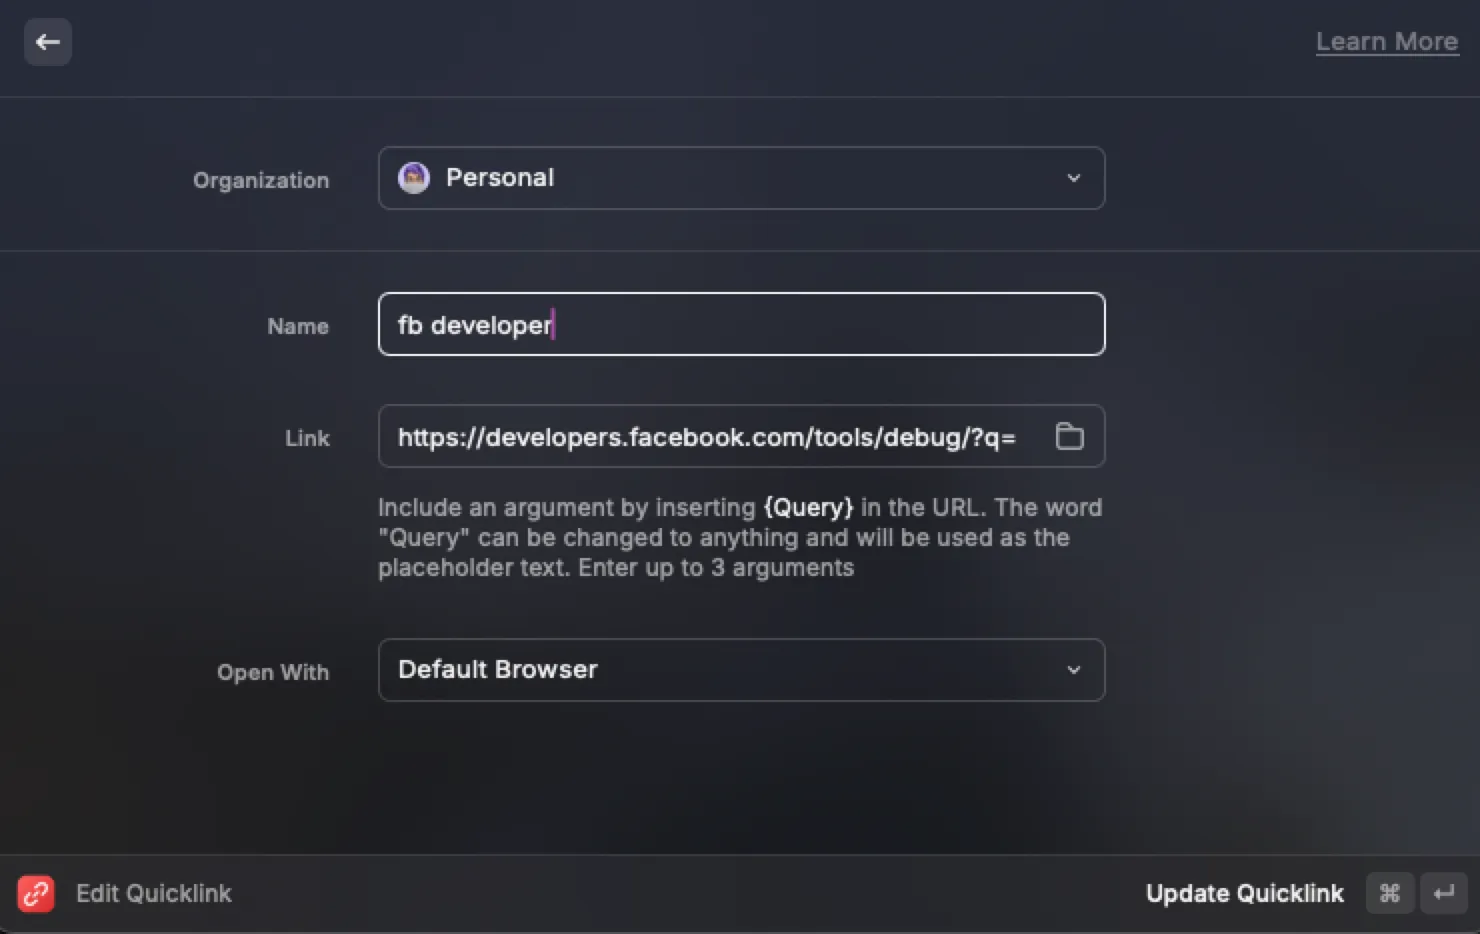 Learn More
Organization
Personal
Name
fb developer
Link
https://developers.facebook.com/tools/debug/?q=
Include an argument by inserting {Query} in the URL. The word
"Query" can be changed to anything and will be used as the
placeholder text. Enter up to 3 arguments
Open With
Default Browser
Edit Quicklink
Update Quicklink ⌘ ↵